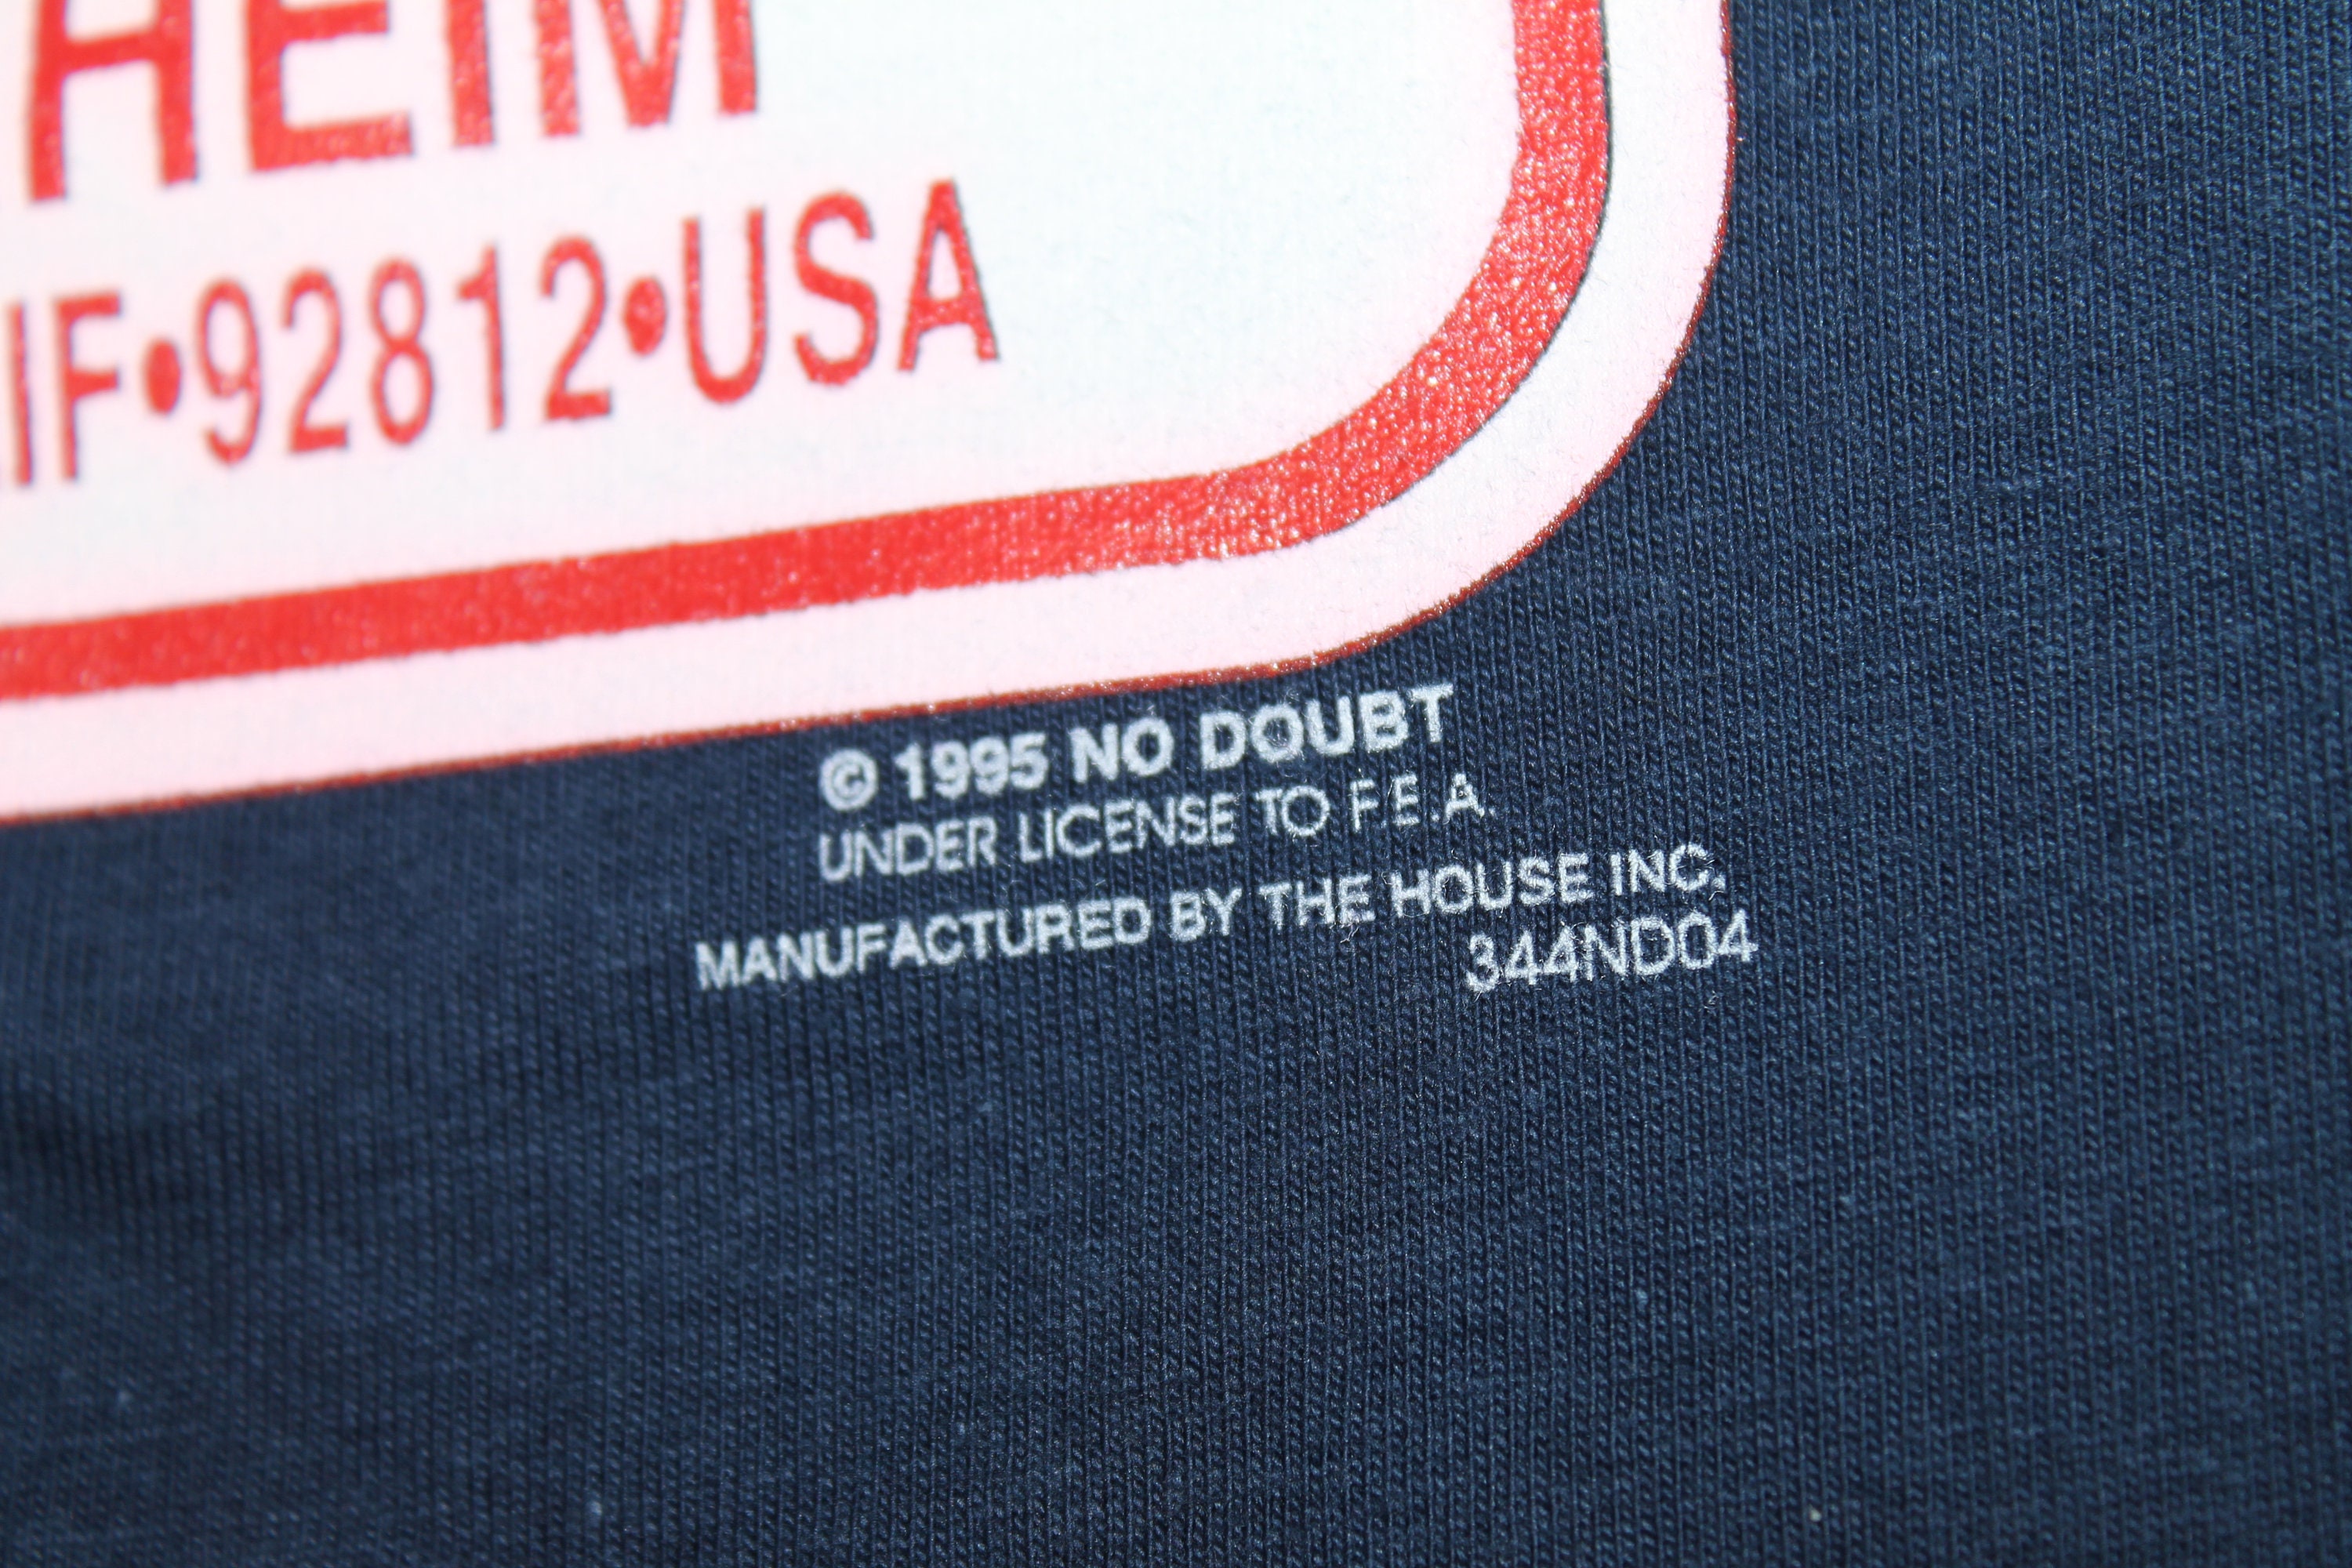 HEIM
IF•92812•USA
© 1995 NO DOUBT
UNDER LICENSE TO F.E.A.
MANUFACTURED BY THE HOUSE INC.
344ND04